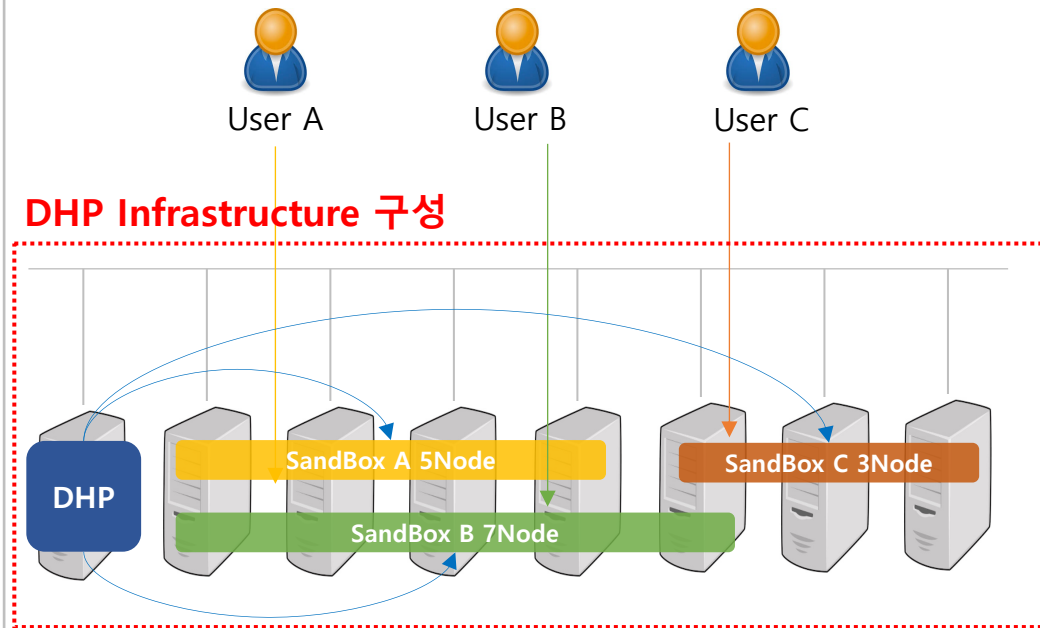 User A
User B
User C
DHP Infrastructure 구성
SandBox A 5Node
SandBox C 3Node
DHP
SandBox B 7Node